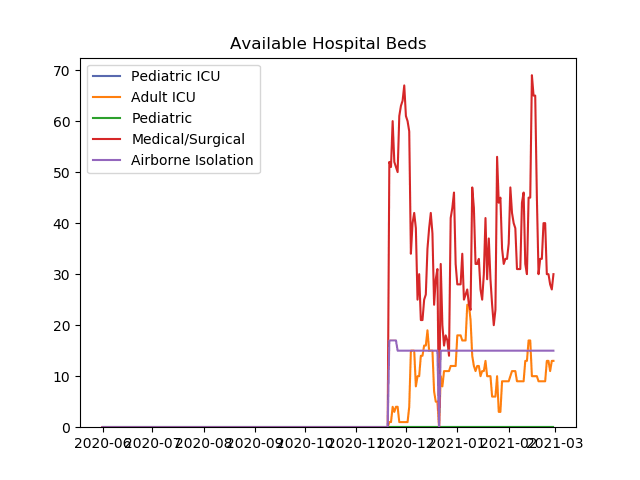 Available Hospital Beds
Pediatric ICU
Adult ICU
Pediatric
Medical/Surgical
Airborne Isolation
70
60
50
40
30
20
10
0
2020-06 2020-07 2020-08 2020-09 2020-10 2020-11 2020-12 2021-01 2021-02 2021-03